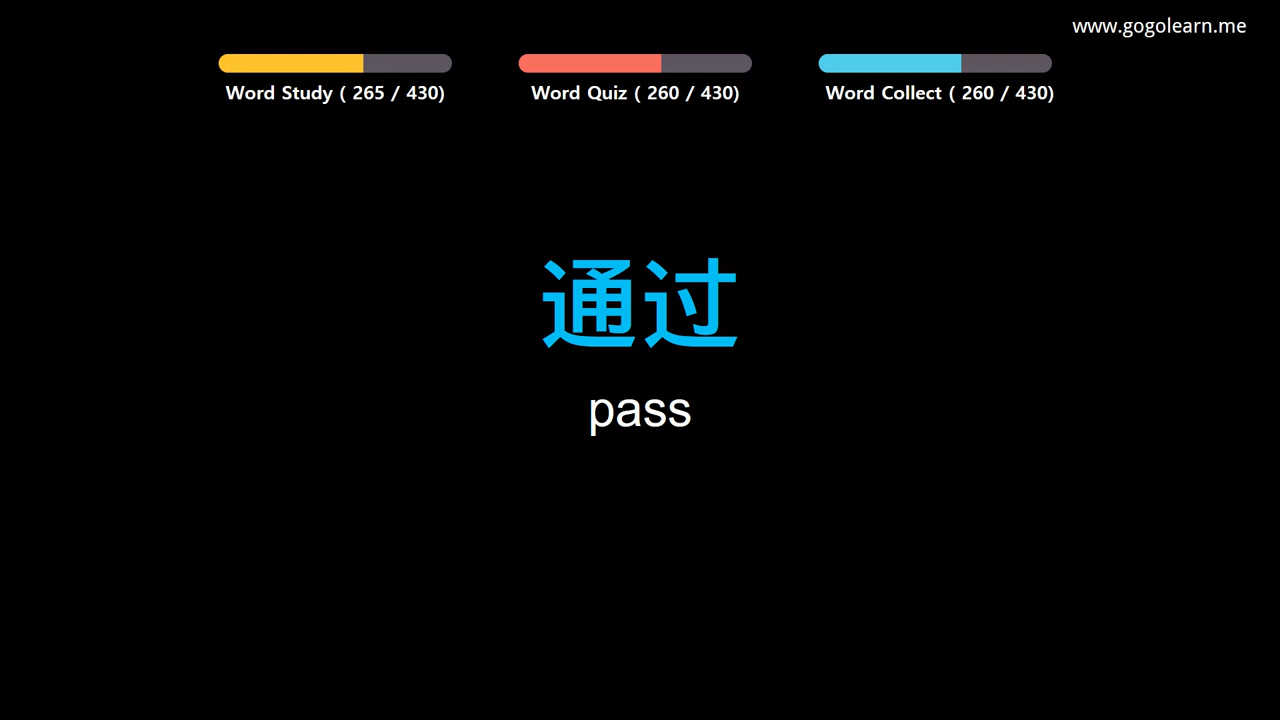 www.gogolearn.me
Word Study ( 265 / 430)
Word Quiz ( 260 / 430)
Word Collect ( 260 / 430)
通过
pass